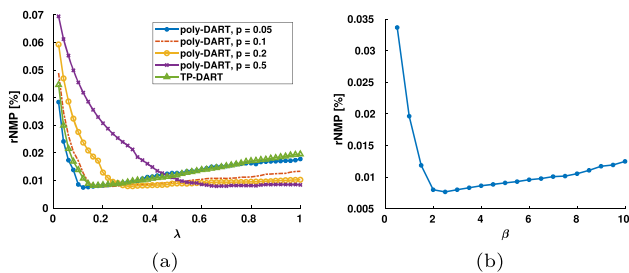 0.07
0.06
0.05
0.04
0.03
0.02
0.01
0
rNMP [%]
poly-DART, p = 0.05
poly-DART, p = 0.1
poly-DART, p = 0.2
poly-DART, p = 0.5
TP-DART
0 0.2 0.4 0.6 0.8 1
λ
(a)
0.035
0.03
0.025
0.02
0.015
0.01
0.005
rNMP [%]
0 2 4 6 8 10
β
(b)